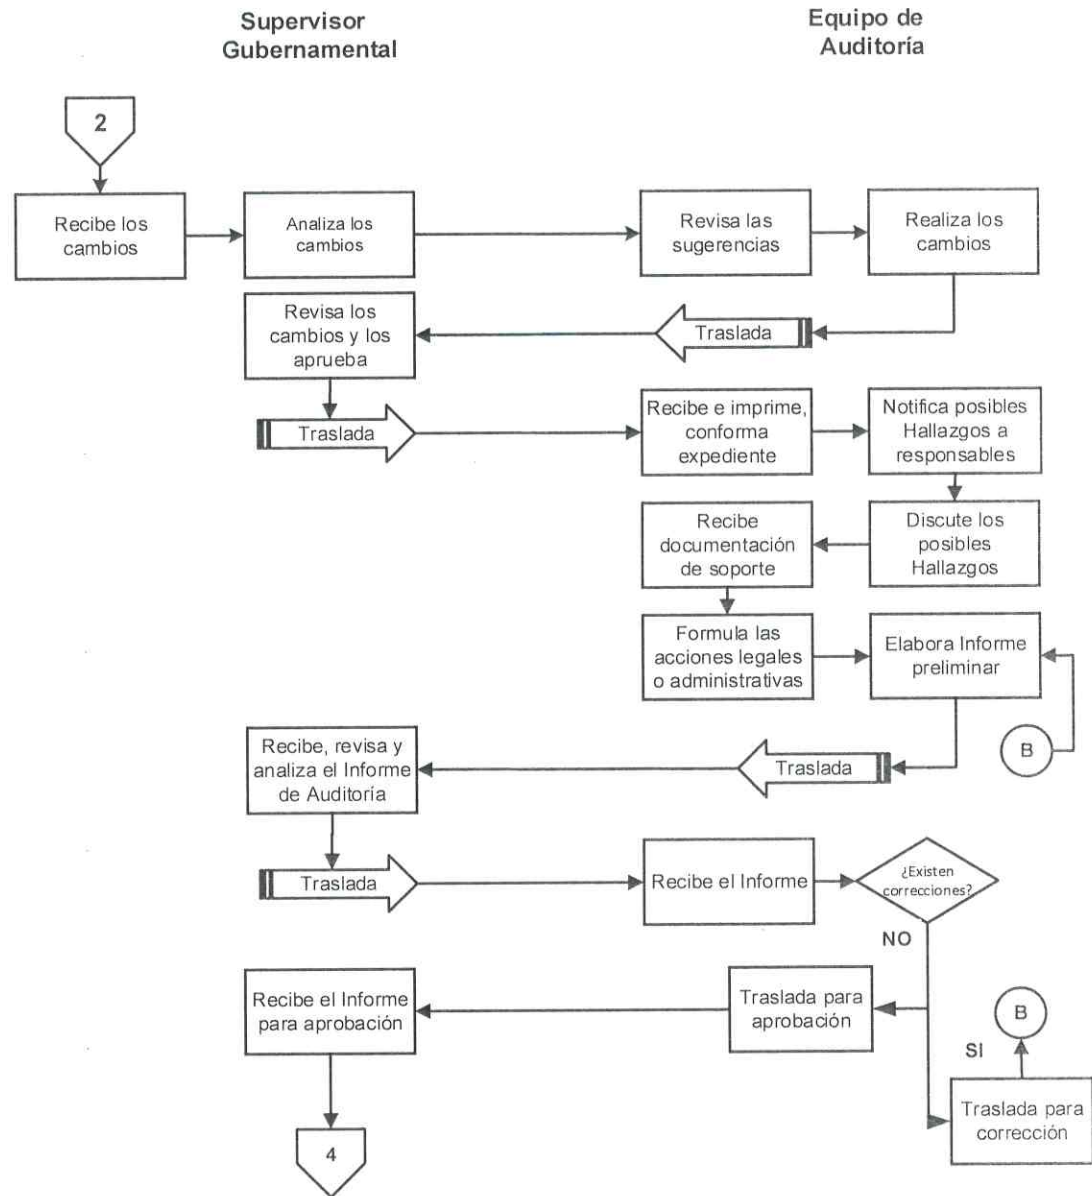 Supervisor
Gubernamental
Equipo de
Auditoría
2
Recibe los
cambios
Analiza los
cambios
Revisa las
sugerencias
Realiza los
cambios
Revisa los
cambios y los
aprueba
Traslada
Traslada
Recibe e imprime,
conforma
expediente
Notifica posibles
Hallazgos a
responsables
Recibe
documentación
de soporte
Discute los
posibles
Hallazgos
Formula las
acciones legales
o administrativas
Elabora Informe
preliminar
B
Recibe, revisa y
analiza el Informe
de Auditoría
Traslada
Traslada
Recibe el Informe
¿Existen
correcciones?
NO
Recibe el Informe
para aprobación
Traslada para
aprobación
B
SI
Traslada para
corrección
4